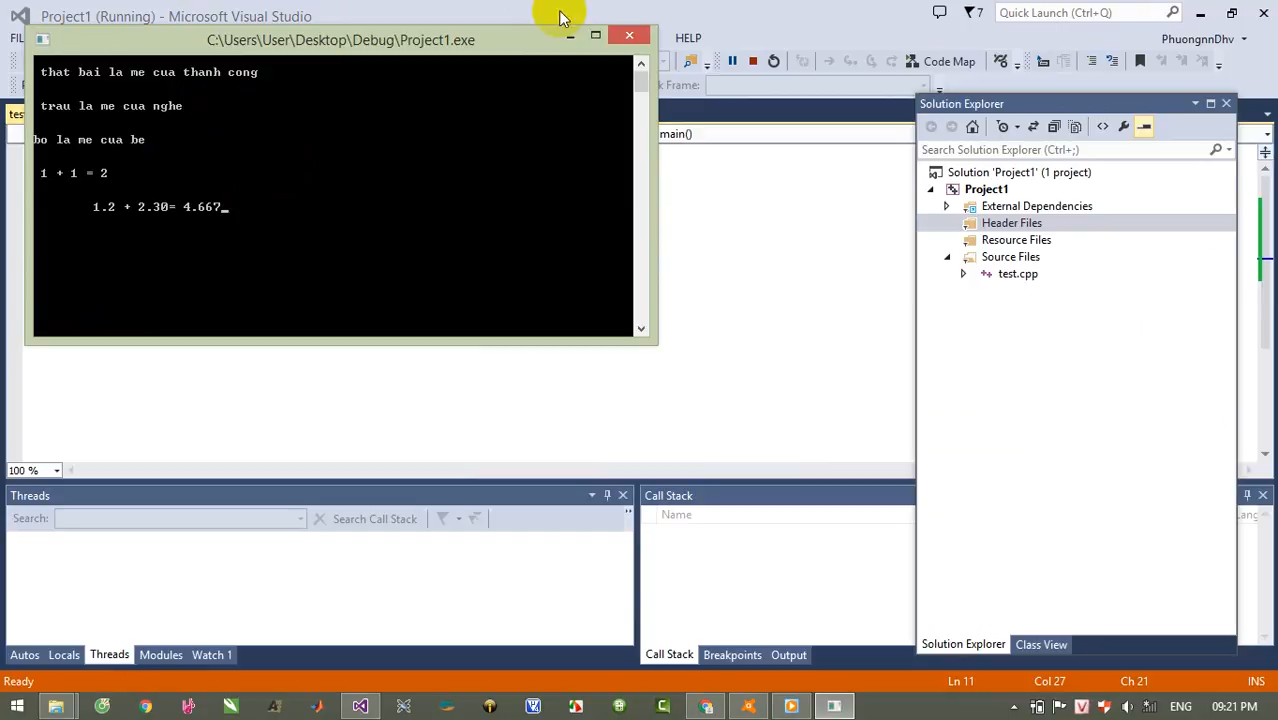 Project1 (Running) - Microsoft Visual Studio
7
Quick Launch (Ctrl+Q)
C:\Users\User\Desktop\Debug\Project1.exe
HELP
PhuongnnDhv
that bai la me cua thanh cong
trau la me cua nghe
bo la me cua be
1 + 1 = 2
1.2 + 2.30= 4.667_
Code Map
Frame:
main()
Solution Explorer
Search Solution Explorer (Ctrl+;)
Solution 'Project1' (1 project)
Project1
External Dependencies
Header Files
Resource Files
Source Files
test.cpp
100 %
Threads
Search:
Search Call Stack
Call Stack
Name
Autos Locals Threads Modules Watch 1
Call Stack Breakpoints Output
Solution Explorer Class View
Ready
Ln 11
Col 27
Ch 21
INS
09:21 PM